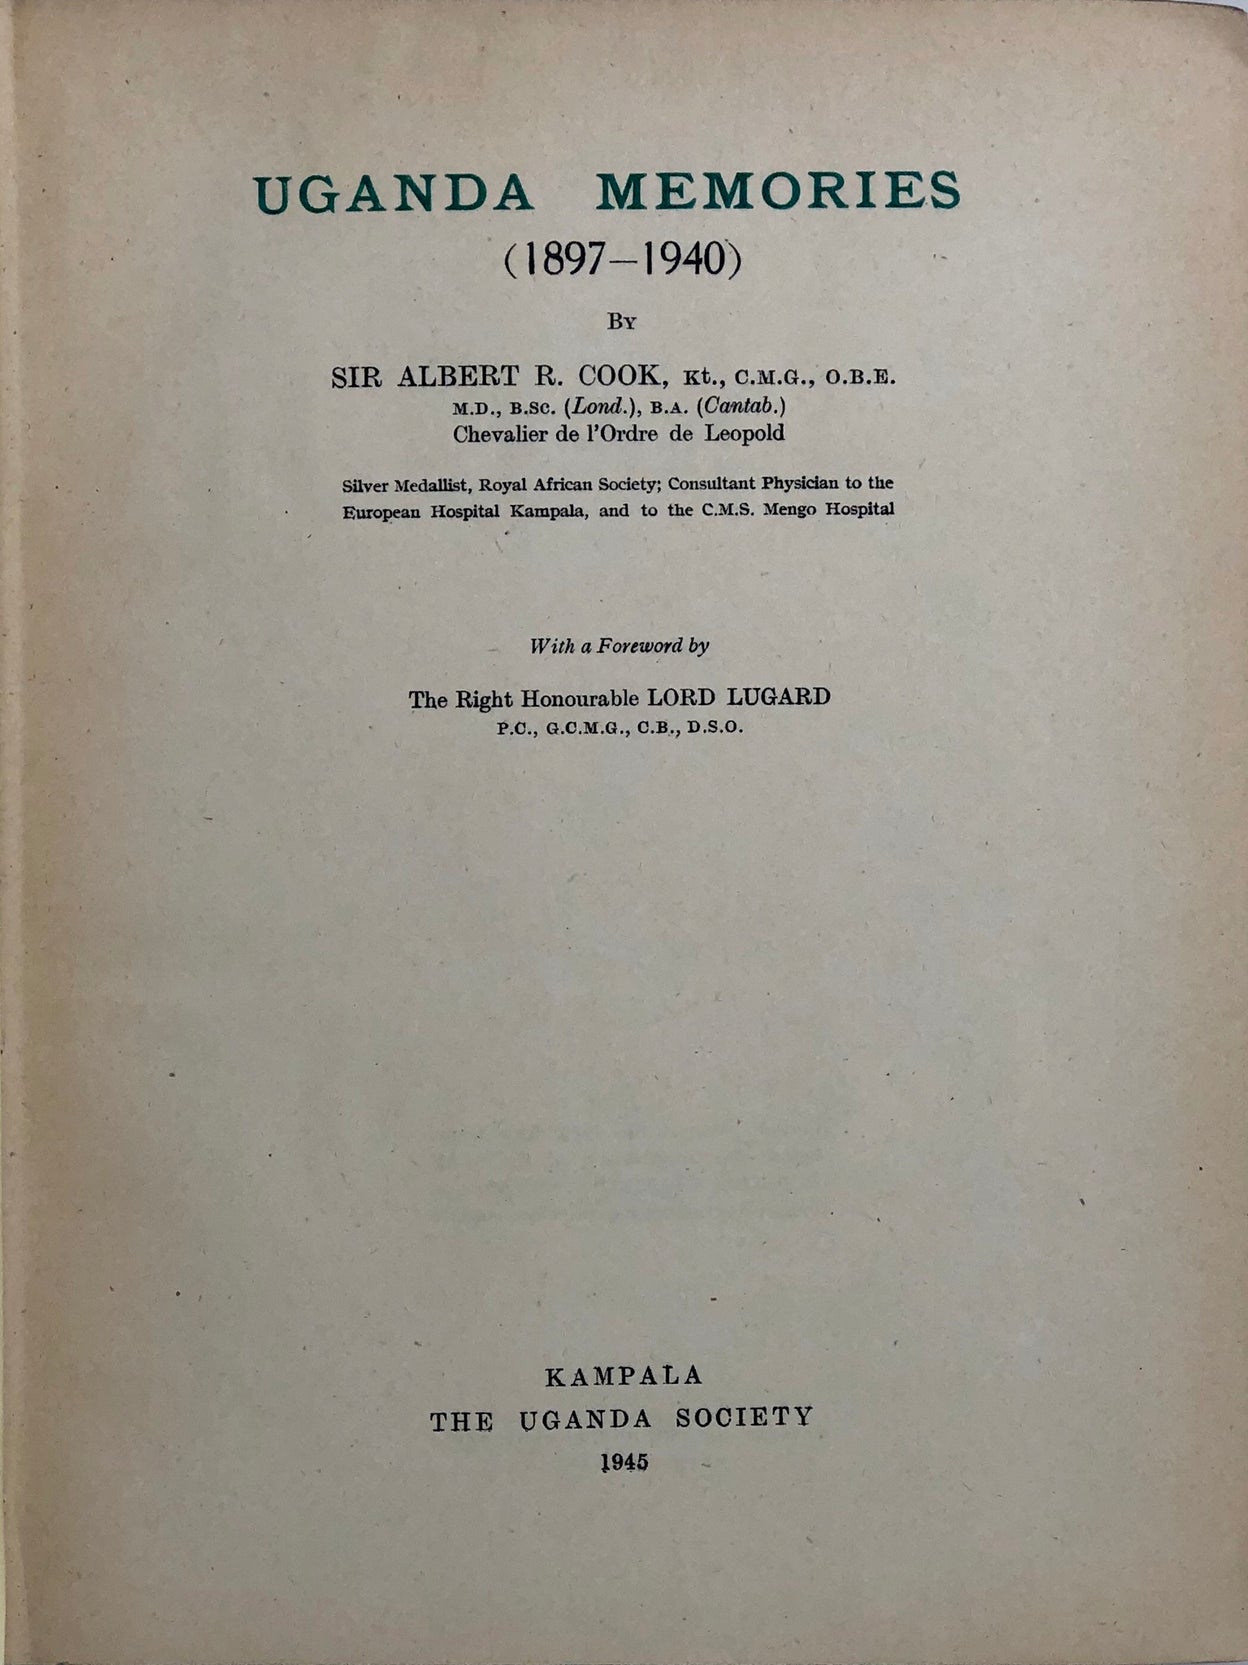 UGANDA MEMORIES
(1897—1940)
BY
SIR ALBERT R. COOK, Kt., C.M.G., O.B.E.
M.D., B.SC. (Lond.), B.A. (Cantab.)
Chevalier de l'Ordre de Leopold
Silver Medallist, Royal African Society; Consultant Physician to the
European Hospital Kampala, and to the C.M.S. Mengo Hospital
With a Foreword by
The Right Honourable LORD LUGARD
P.C., G.C.M.G., C.B., D.S.O.
KAMPALA
THE UGANDA SOCIETY
1945